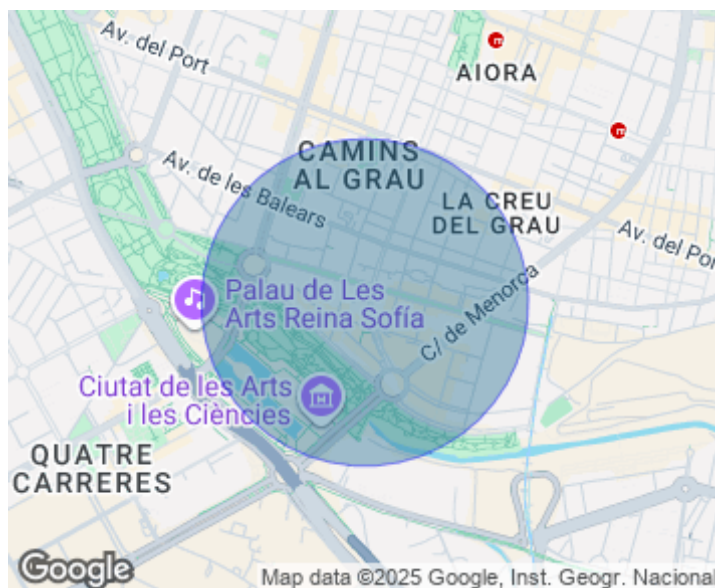 Av. del Port
AIORA
CAMINS
AL GRAU
Av. de les Balears
LA CREU
DEL GRAU
Av. del Por
Palau de Les
Arts Reina Sofía
C/ de Menorca
Ciutat de les Arts
i les Ciències
QUATRE
CARRERES
Google
Map data ©2025 Google, Inst. Geogr. Nacional